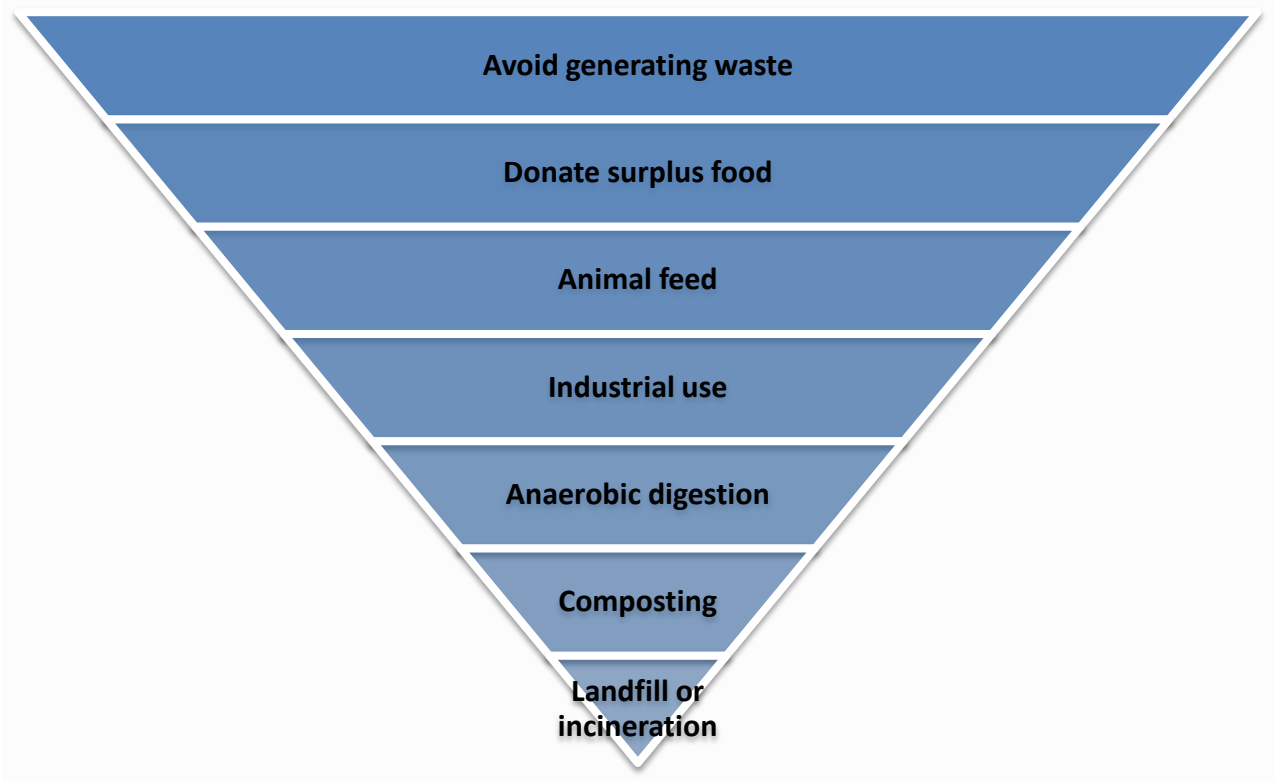 Avoid generating waste
Donate surplus food
Animal feed
Industrial use
Anaerobic digestion
Composting
Landfill or
incineration